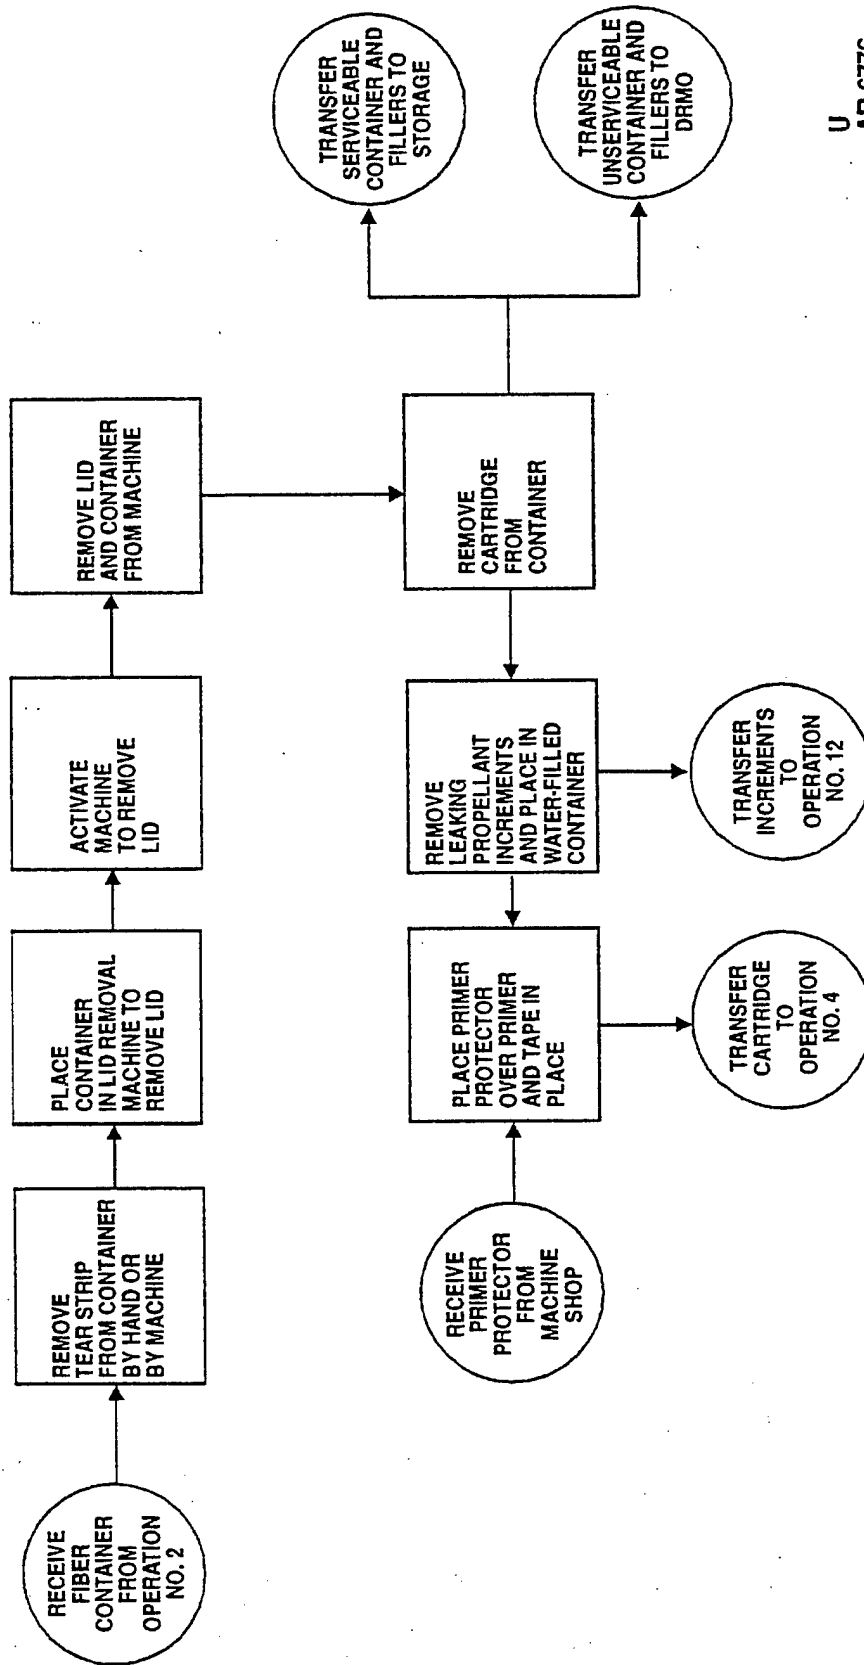 RECEIVE
FIBER
CONTAINER
FROM
OPERATION
NO. 2
REMOVE
TEAR STRIP
FROM CONTAINER
BY HAND OR
BY MACHINE
PLACE
CONTAINER
IN LID REMOVAL
MACHINE TO
REMOVE LID
ACTIVATE
MACHINE
TO REMOVE
LID
REMOVE LID
AND CONTAINER
FROM MACHINE
REMOVE
CARTRIDGE
FROM
CONTAINER
TRANSFER
SERVICEABLE
CONTAINER AND
FILLERS TO
STORAGE
TRANSFER
UNSERVICEABLE
CONTAINER AND
FILLERS TO
DRMO
REMOVE
LEAKING
PROPELLANT
INCREMENTS
AND PLACE IN
WATER-FILLED
CONTAINER
TRANSFER
INCREMENTS
TO
OPERATION
NO. 12
RECEIVE
PRIMER
PROTECTOR
FROM
MACHINE
SHOP
PLACE PRIMER
PROTECTOR
OVER PRIMER
AND TAPE IN
PLACE
TRANSFER
CARTRIDGE
TO
OPERATION
NO. 4
U